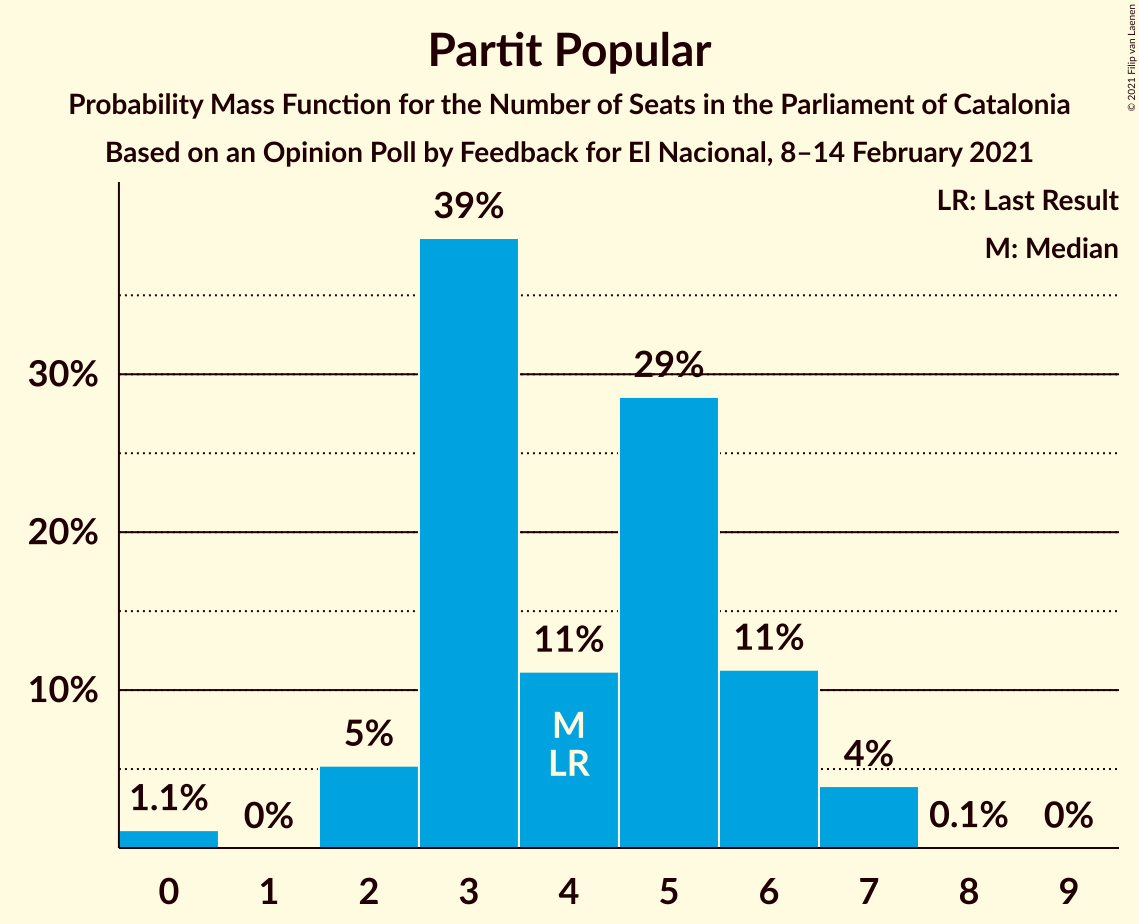 Partit Popular
Probability Mass Function for the Number of Seats in the Parliament of Catalonia
Based on an Opinion Poll by Feedback for El Nacional, 8–14 February 2021
© 2021 Filip van Laenen
LR: Last Result
M: Median
39%
30%
29%
20%
11%
11%
10%
M
LR
5%
4%
1.1%
0%
0.1%
0%
0 1 2 3 4 5 6 7 8 9